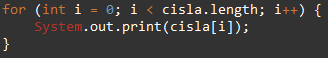 for (int i = 0; i < cisla.length; i++) {
    System.out.print(cisla[i]);
}